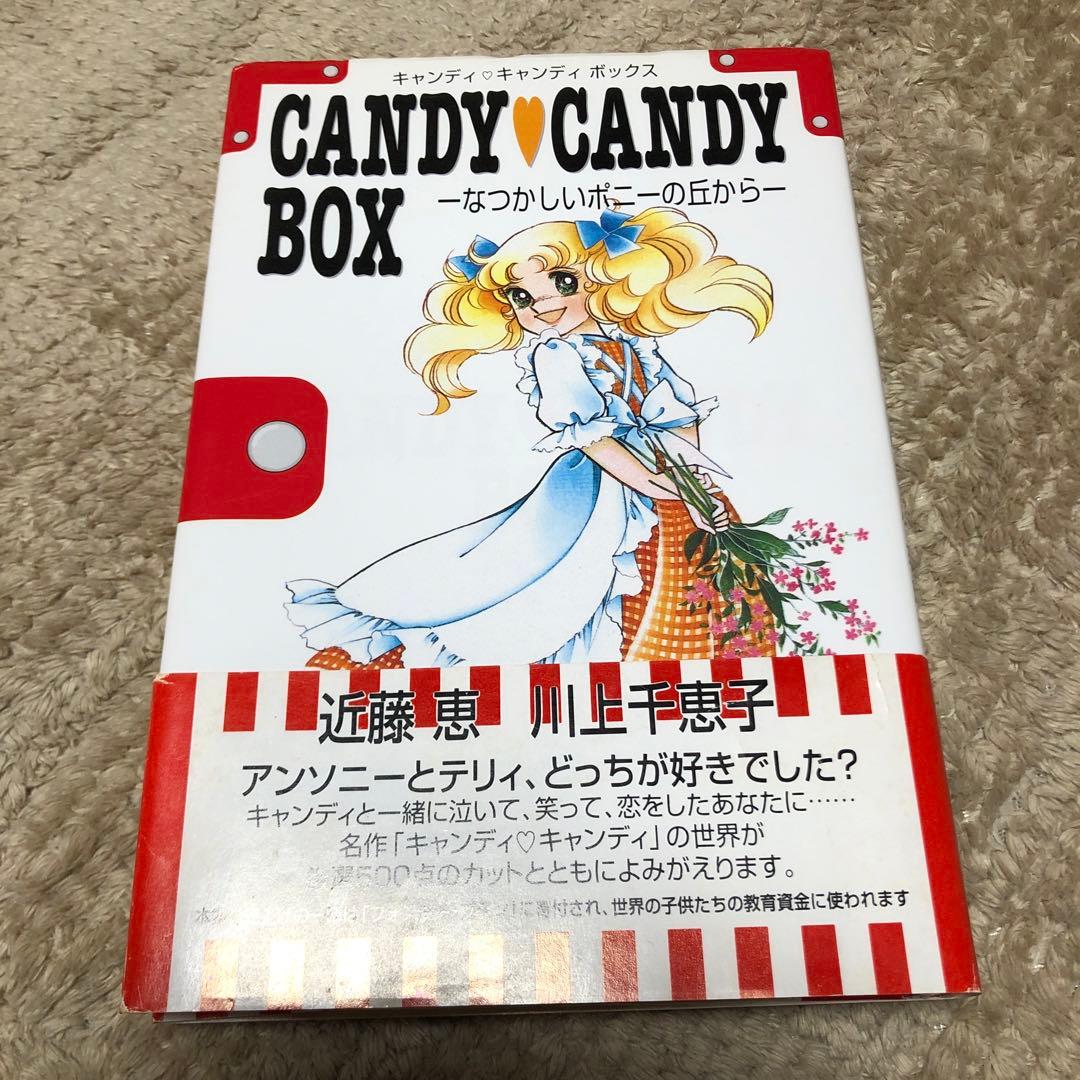 キャンディ♡キャンディ ボックス
CANDY♥CANDY
BOX
ーなつかしいポニーの丘からー
近藤 恵 川上千恵子
アンソニーとテリィ、どっちが好きでした?
キャンディと一緒に泣いて、笑って、恋をしたあなたに……
名作「キャンディ♡キャンディ」の世界が
選500点のカットとともによみがえります。
に寄付され、世界の子供たちの教育資金に使われます